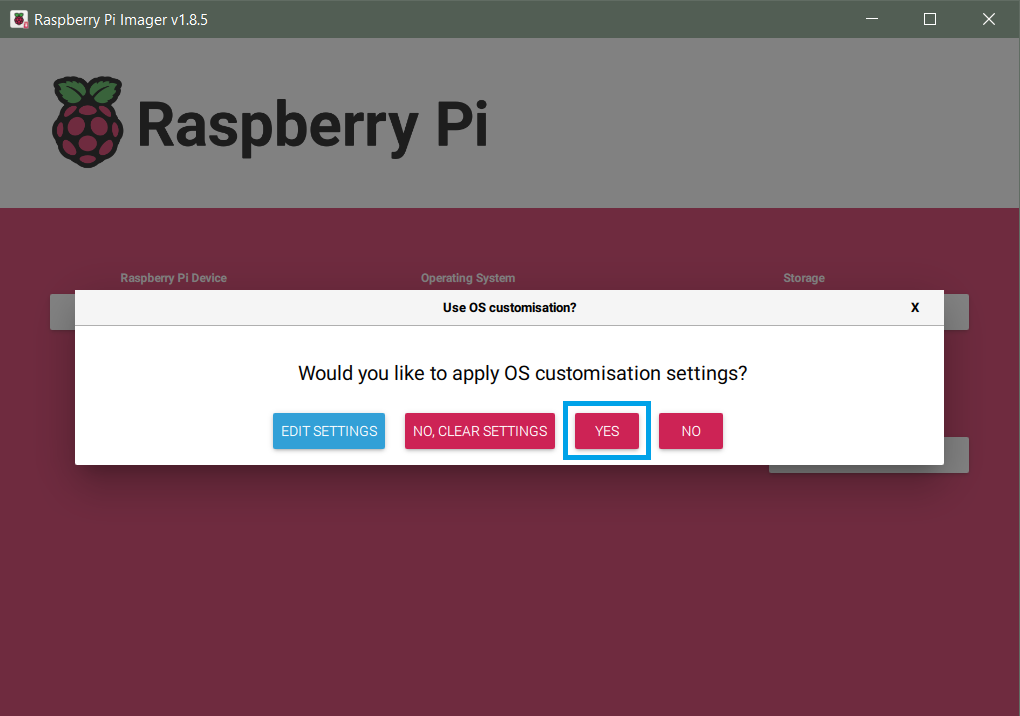 Raspberry Pi Imager v1.8.5
Raspberry Pi
Raspberry Pi Device Operating System Storage
Use OS customisation? X
Would you like to apply OS customisation settings?
EDIT SETTINGS NO, CLEAR SETTINGS YES NO